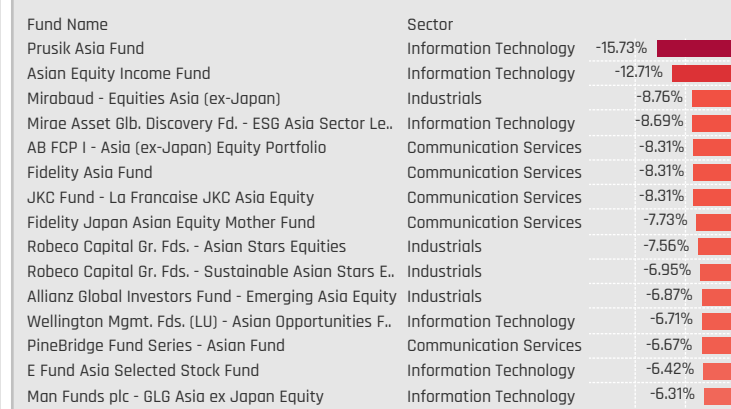 Fund Name Sector
Prusik Asia Fund Information Technology -15.73%
Asian Equity Income Fund Information Technology -12.71%
Mirabaud - Equities Asia (ex-Japan) Industrials -8.76%
Mirae Asset Glb. Discovery Fd. - ESG Asia Sector Le.. Information Technology -8.69%
AB FCP I - Asia (ex-Japan) Equity Portfolio Communication Services -8.31%
Fidelity Asia Fund Communication Services -8.31%
JKC Fund - La Francaise JKC Asia Equity Communication Services -8.31%
Fidelity Japan Asian Equity Mother Fund Communication Services -7.73%
Robeco Capital Gr. Fds. - Asian Stars Equities Industrials -7.56%
Robeco Capital Gr. Fds. - Sustainable Asian Stars E.. Industrials -6.95%
Allianz Global Investors Fund - Emerging Asia Equity Industrials -6.87%
Wellington Mgmt. Fds. (LU) - Asian Opportunities F.. Information Technology -6.71%
PineBridge Fund Series - Asian Fund Communication Services -6.67%
E Fund Asia Selected Stock Fund Information Technology -6.42%
Man Funds plc - GLG Asia ex Japan Equity Information Technology -6.31%